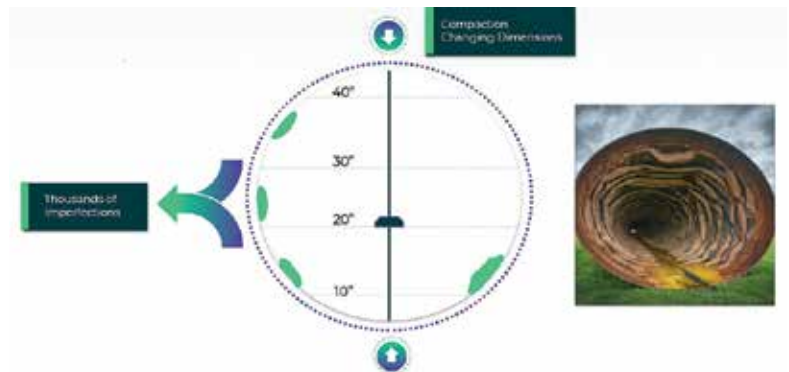 Compaction
Changing Dimensions
40"
30"
Thousands of
Imperfections
20"
10"